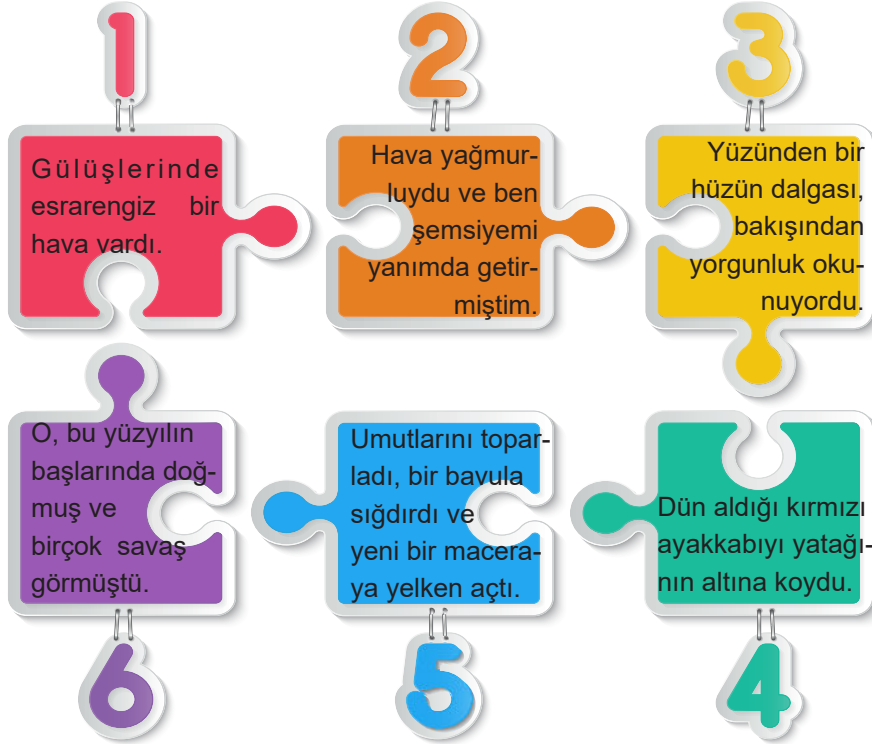 1
Gülüşlerinde
esrarengiz bir
hava vardı.
2
Hava yağmur-
luydu ve ben
şemsiyemi
yanımda getir-
miştim.
3
Yüzünden bir
hüzün dalgası,
bakışından
yorgunluk oku-
nuyordu.
O, bu yüzyılın
başlarında doğ-
muş ve
birçok savaş
görmüştü.
6
Umutlarını topar-
ladı, bir bavula
sığdırdı ve
yeni bir macera-
ya yelken açtı.
5
Dün aldığı kırmızı
ayakkabıyı yatağı-
nın altına koydu.
4